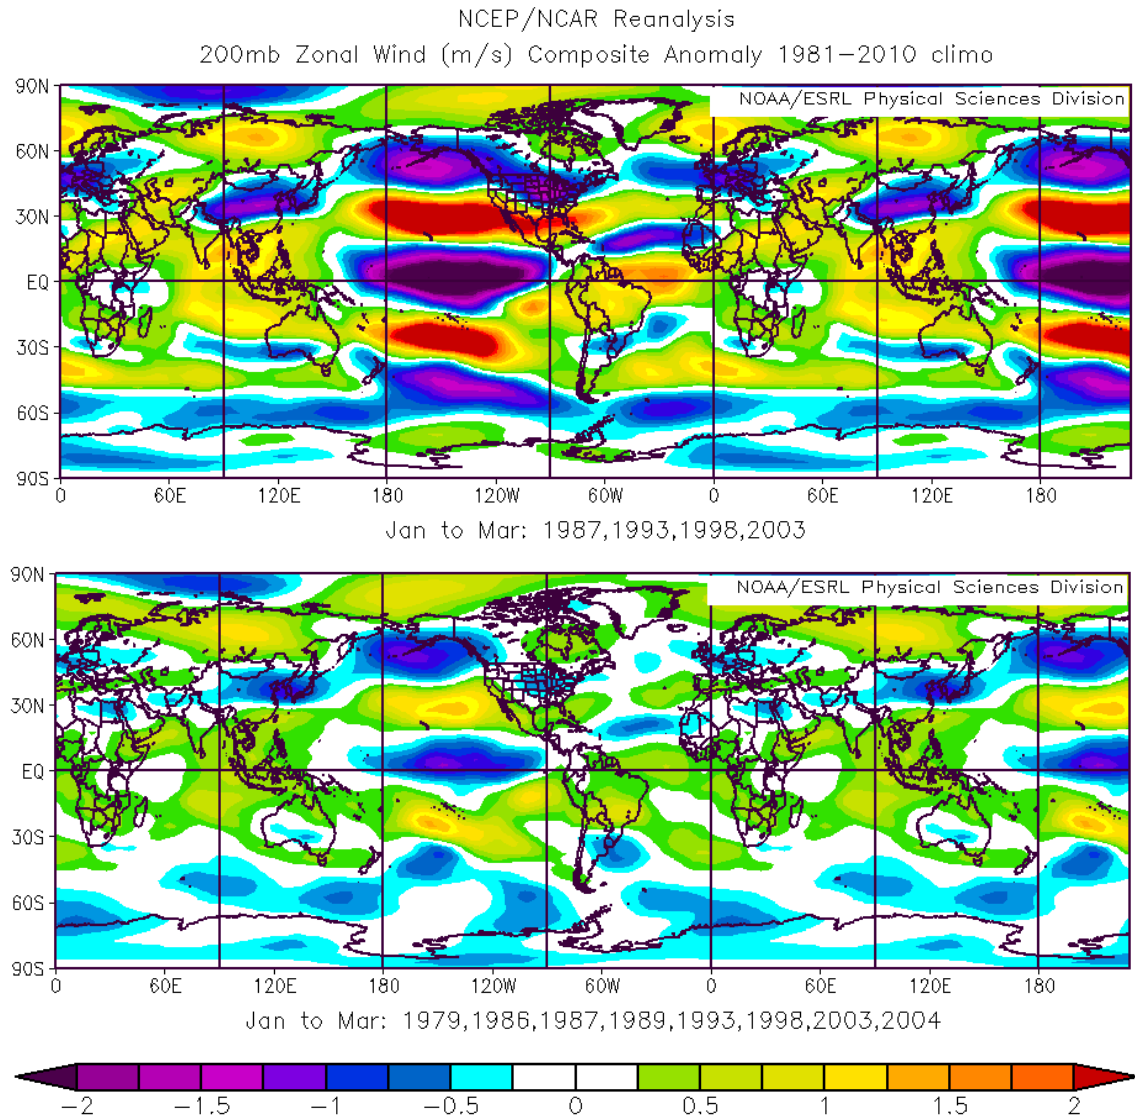 NCEP/NCAR Reanalysis
200mb Zonal Wind (m/s) Composite Anomaly 1981-2010 climo
NOAA/ESRL Physical Sciences Division
90N
60N
30N
EQ
30S
60S
90S
0 60E 120E 180 120W 60W 0 60E 120E 180
Jan to Mar: 1987,1993,1998,2003
NOAA/ESRL Physical Sciences Division
90N
60N
30N
EQ
30S
60S
90S
0 60E 120E 180 120W 60W 0 60E 120E 180
Jan to Mar: 1979,1986,1987,1989,1993,1998,2003,2004
-2 -1.5 -1 -0.5 0 0.5 1 1.5 2